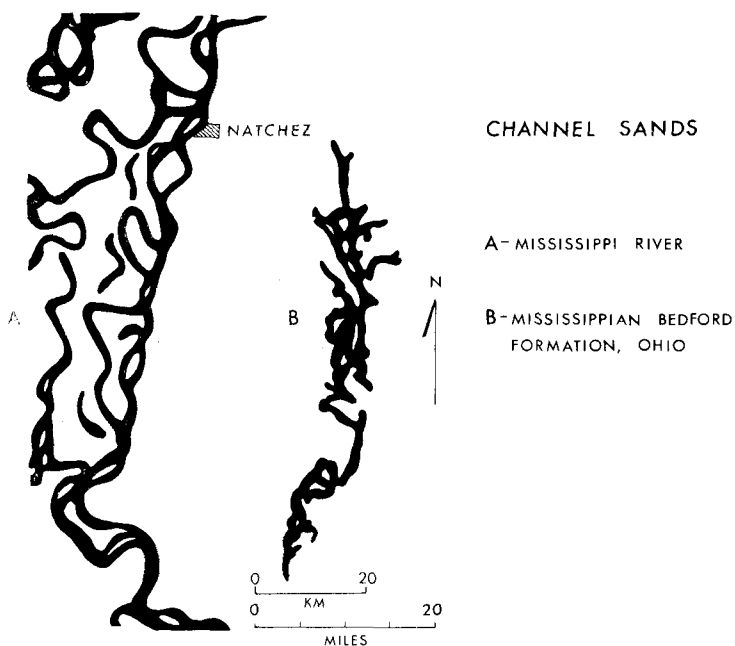 NATCHEZ
CHANNEL SANDS
A-MISSISSIPPI RIVER
N
A
B
B-MISSISSIPPIAN BEDFORD
FORMATION, OHIO
0 20
KM
0 20
MILES